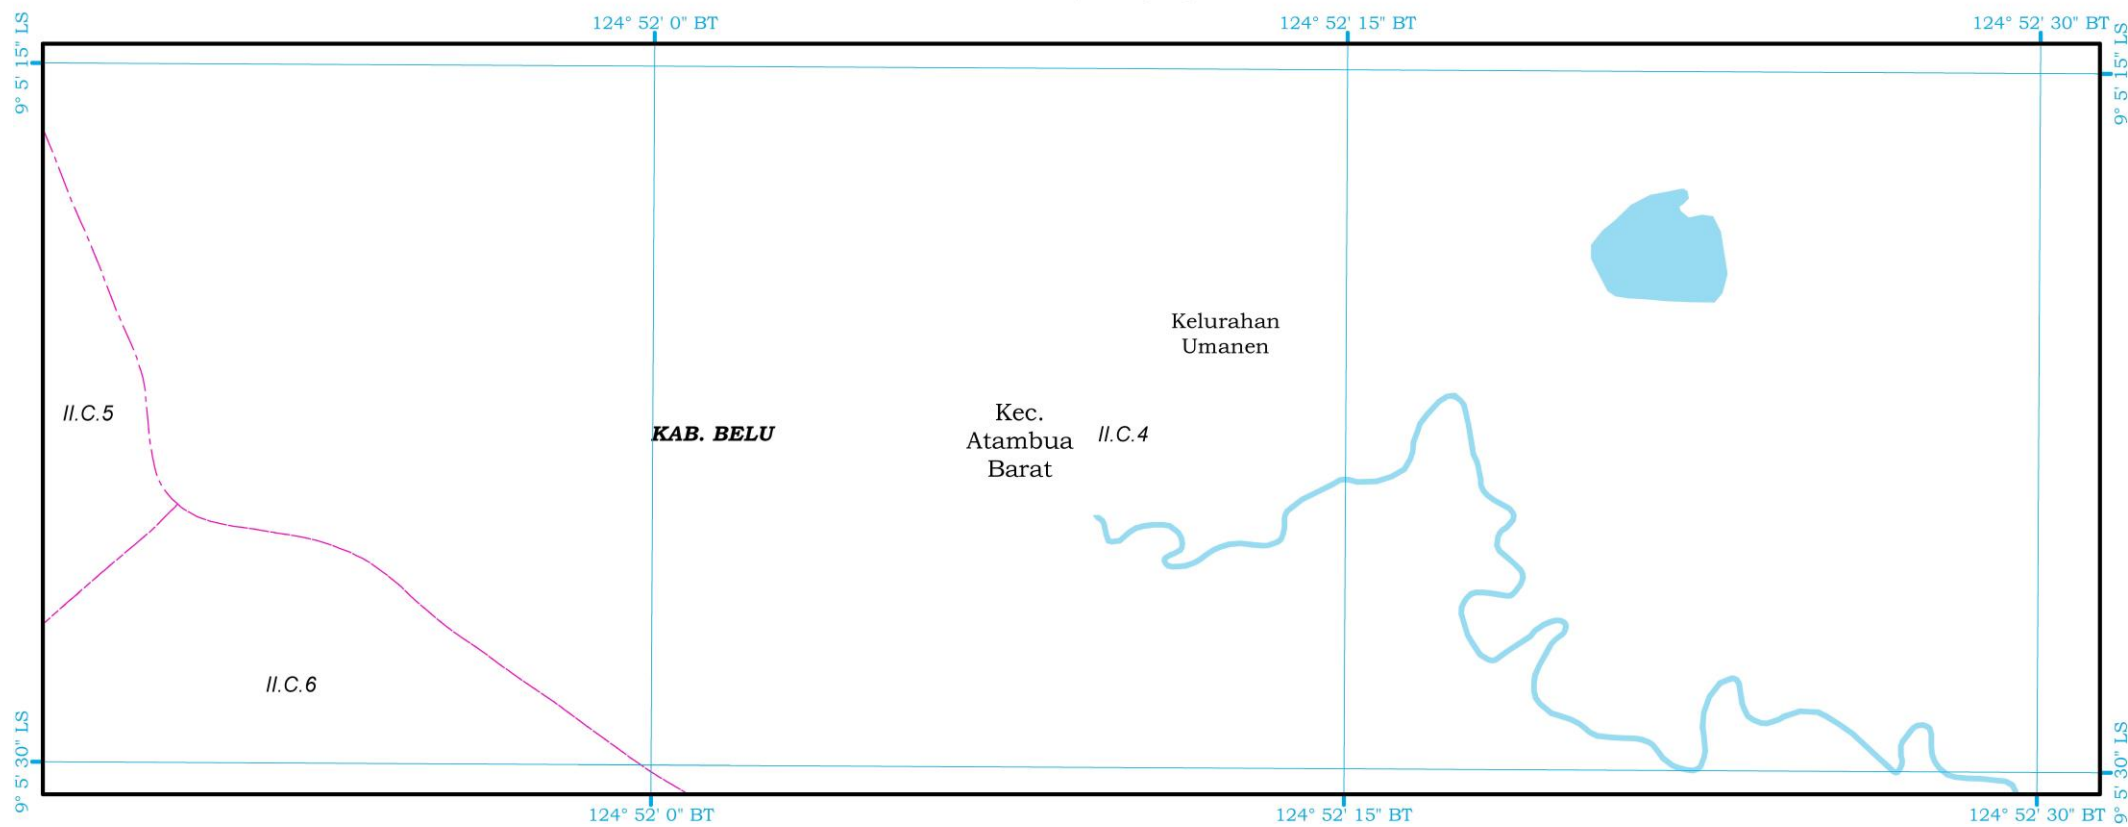 124° 52' 0" BT
124° 52' 15" BT
124° 52' 30" BT
9° 5' 15" LS
9° 5' 15" LS
Kelurahan
Umanen
II.C.5
KAB. BELU
Kec.
Atambua
Barat
II.C.4
II.C.6
9° 5' 30" LS
9° 5' 30" LS
124° 52' 0" BT
124° 52' 15" BT
124° 52' 30" BT